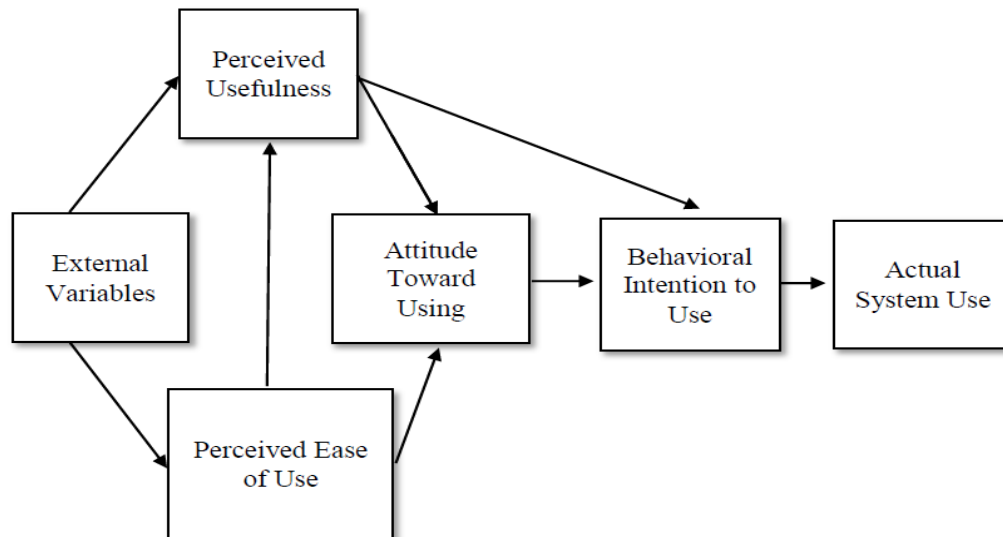 Perceived
Usefulness
External
Variables
Attitude
Toward
Using
Behavioral
Intention to
Use
Actual
System Use
Perceived Ease
of Use